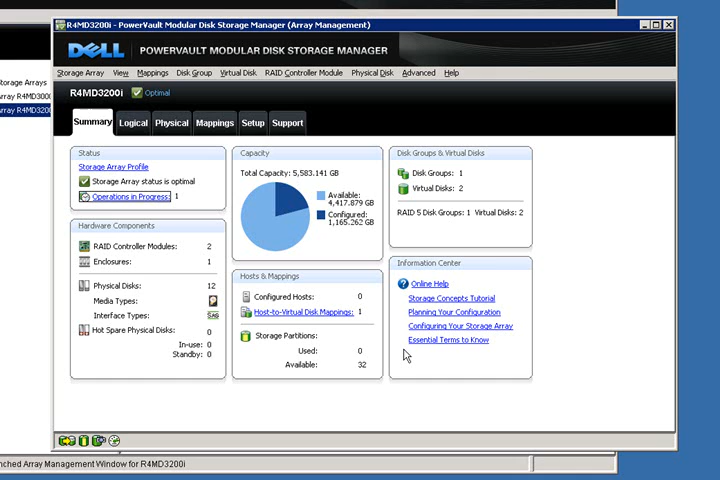 R4MD3200i - PowerVault Modular Disk Storage Manager (Array Management)
DELL POWERVAULT MODULAR DISK STORAGE MANAGER
Storage Array View Mappings Disk Group Virtual Disk RAID Controller Module Physical Disk Advanced Help
torage Arrays
rray R4MD3000
rray R4MD3200
R4MD3200i Optimal
Summary Logical Physical Mappings Setup Support
Status
Storage Array Profile
Storage Array status is optimal
Operations in Progress: 1
Hardware Components
RAID Controller Modules: 2
Enclosures: 1
Physical Disks: 12
Media Types:
Interface Types: SAS
Hot Spare Physical Disks: 0
In-use: 0
Standby: 0
Capacity
Total Capacity: 5,583.141 GB
Available:
4,417.879 GB
Configured:
1,165.262 GB
Hosts & Mappings
Configured Hosts: 0
Host-to-Virtual Disk Mappings: 1
Storage Partitions:
Used: 0
Available: 32
Disk Groups & Virtual Disks
Disk Groups: 1
Virtual Disks: 2
RAID 5 Disk Groups: 1 Virtual Disks: 2
Information Center
Online Help
Storage Concepts Tutorial
Planning Your Configuration
Configuring Your Storage Array
Essential Terms to Know
nched Array Management Window for R4MD3200i